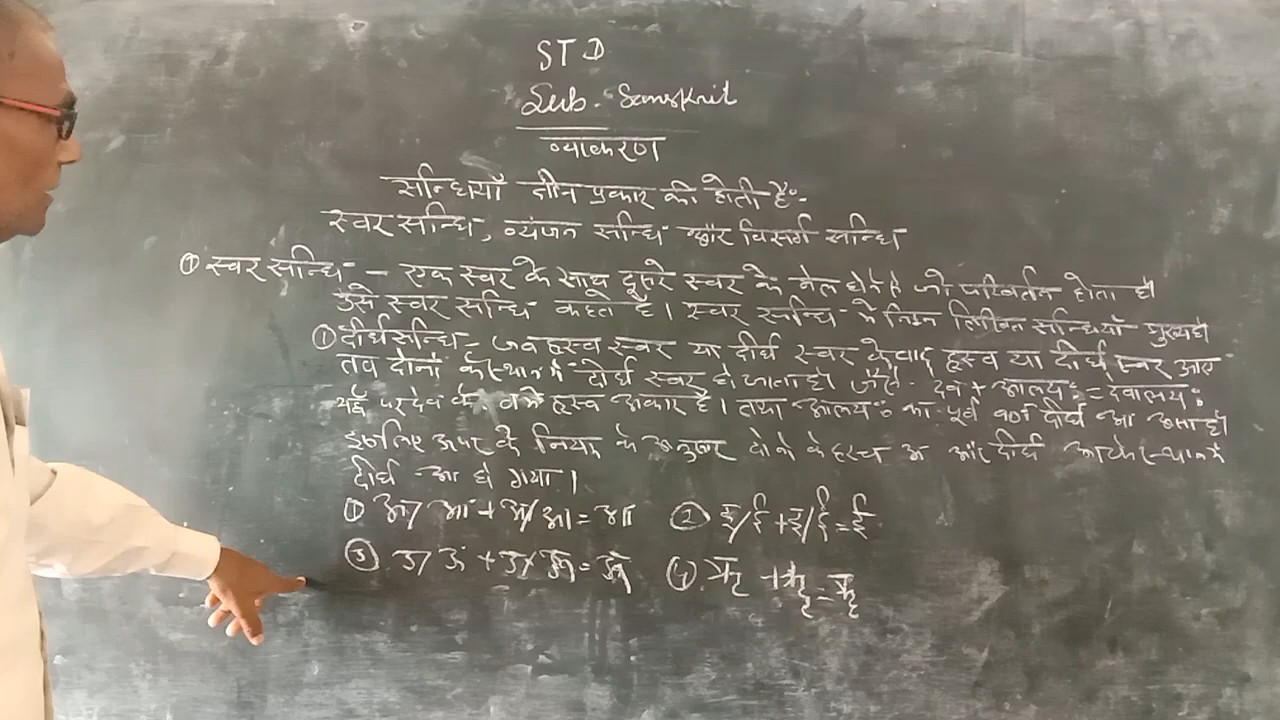 STD
Sub. Sanskrit
व्याकरण
सन्धियाँ तीन प्रकार की होती हैं:-
स्वर सन्धि, व्यंजन सन्धि और विसर्ग सन्धि
① स्वर सन्धि - एक स्वर के साथ दूसरे स्वर के मेल होने से जो परिवर्तन होता है
उसे स्वर सन्धि कहते है। स्वर सन्धि में निम्न लिखित सन्धियाँ मुख्य है
① दीर्घ सन्धि - जब ह्रस्व स्वर या दीर्घ स्वर के बाद ह्रस्व या दीर्घ स्वर आए
तब दोनों के स्थान में दीर्घ स्वर हो जाता है। जैसे - देव + आलय: = देवालय:
यहाँ पर देव के व में ह्रस्व अकार है। तथा आलय: का पूर्व वर्ण दीर्घ आ है
इसलिए ऊपर के नियम के अनुसार दोनो के ह्रस्व अ और दीर्घ आ के स्थान में
दीर्घ आ हो गया।
① अ/आ + अ/आ = आ ② इ/ई + इ/ई = ई
③ उ/ऊ + उ/ऊ = ऊ ④ ऋ + ॠ = ॠ